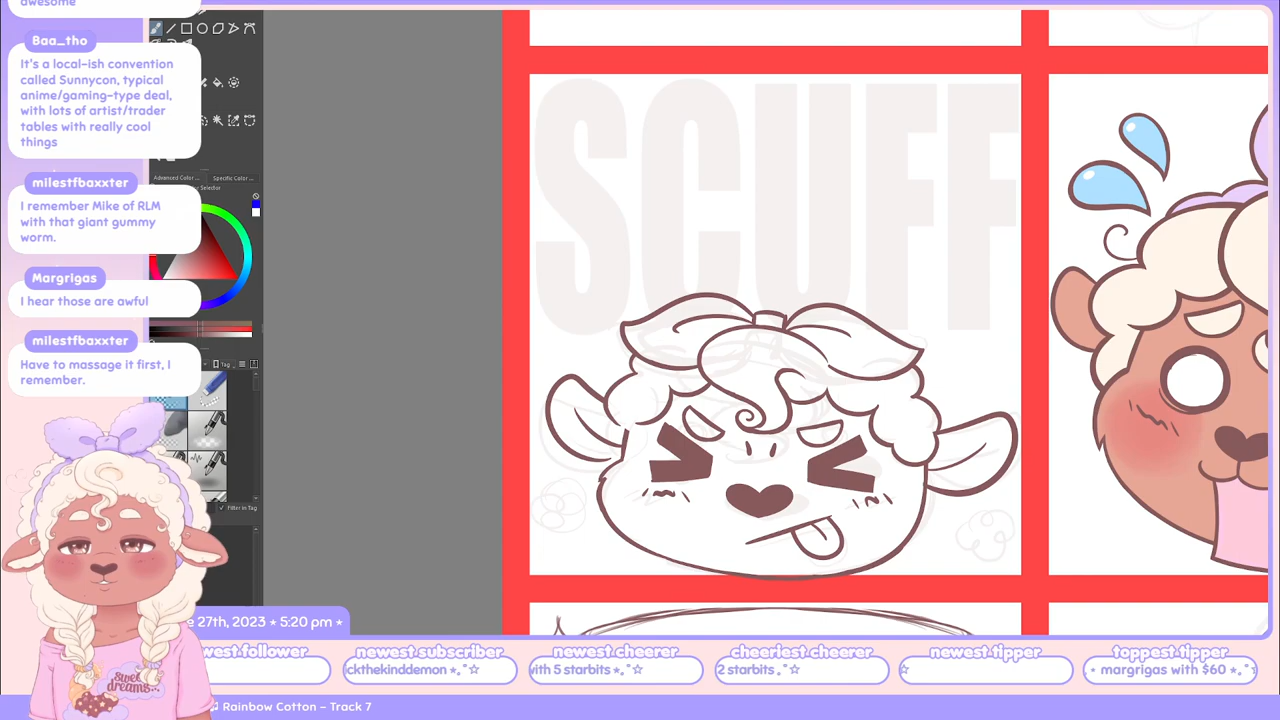 awesome
Baa_tho
It's a local-ish convention
called Sunnycon, typical
anime/gaming-type deal,
with lots of artist/trader
tables with really cool
things
milestfbaxxter
I remember Mike of RLM
with that giant gummy
worm.
Margrigas
I hear those are awful
milestfbaxxter
Have to massage it first, I
remember.
Advanced Color ...
Specific Color ...
Selector
Tag
Filter in Tag
SCUFF
sweet
dreams
e 27th, 2023 ★ 5:20 pm ★
west follower
newest subscriber
ckthekinddemon ★｡˚☆
newest cheerer
with 5 starbits ★｡˚☆
cheeriest cheerer
2 starbits ｡˚☆
newest tipper
☆
toppest tipper
★ margrigas with $60 ★｡˚
♫ Rainbow Cotton - Track 7